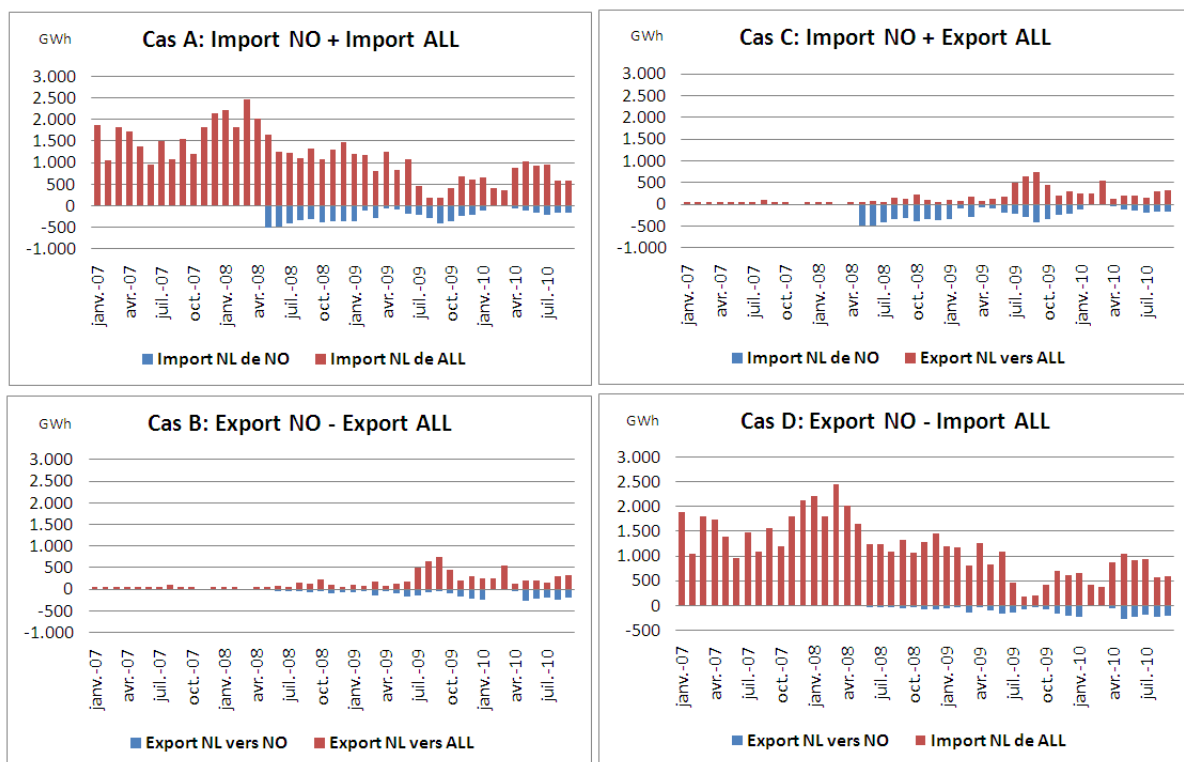 GWh
Cas A: Import NO + Import ALL
3.000
2.500
2.000
1.500
1.000
500
0
-500
-1.000
janv.-07
avr.-07
juil.-07
oct.-07
janv.-08
avr.-08
juil.-08
oct.-08
janv.-09
avr.-09
juil.-09
oct.-09
janv.-10
avr.-10
juil.-10
Import NL de NO
Import NL de ALL
GWh
Cas C: Import NO + Export ALL
3.000
2.500
2.000
1.500
1.000
500
0
-500
-1.000
janv.-07
avr.-07
juil.-07
oct.-07
janv.-08
avr.-08
juil.-08
oct.-08
janv.-09
avr.-09
juil.-09
oct.-09
janv.-10
avr.-10
juil.-10
Import NL de NO
Export NL vers ALL
GWh
Cas B: Export NO - Export ALL
3.000
2.500
2.000
1.500
1.000
500
0
-500
-1.000
janv.-07
avr.-07
juil.-07
oct.-07
janv.-08
avr.-08
juil.-08
oct.-08
janv.-09
avr.-09
juil.-09
oct.-09
janv.-10
avr.-10
juil.-10
Export NL vers NO
Export NL vers ALL
GWh
Cas D: Export NO - Import ALL
3.000
2.500
2.000
1.500
1.000
500
0
-500
janv.-07
avr.-07
juil.-07
oct.-07
janv.-08
avr.-08
juil.-08
oct.-08
janv.-09
avr.-09
juil.-09
oct.-09
janv.-10
avr.-10
juil.-10
Export NL vers NO
Import NL de ALL